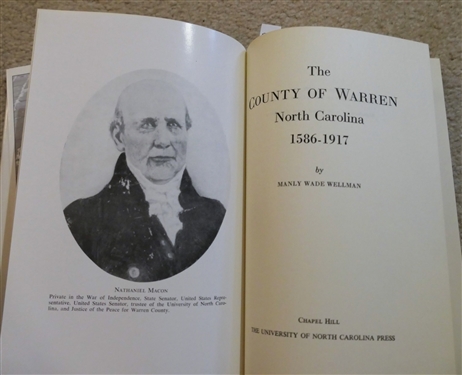 NATHANIEL MACON
Private in the War of Independence, State Senator, United States Repre-
sentative, United States Senator, trustee of the University of North Caro-
lina, and Justice of the Peace for Warren County.
The
COUNTY OF WARREN
North Carolina
1586-1917
by
MANLY WADE WELLMAN
CHAPEL HILL
THE UNIVERSITY OF NORTH CAROLINA PRESS